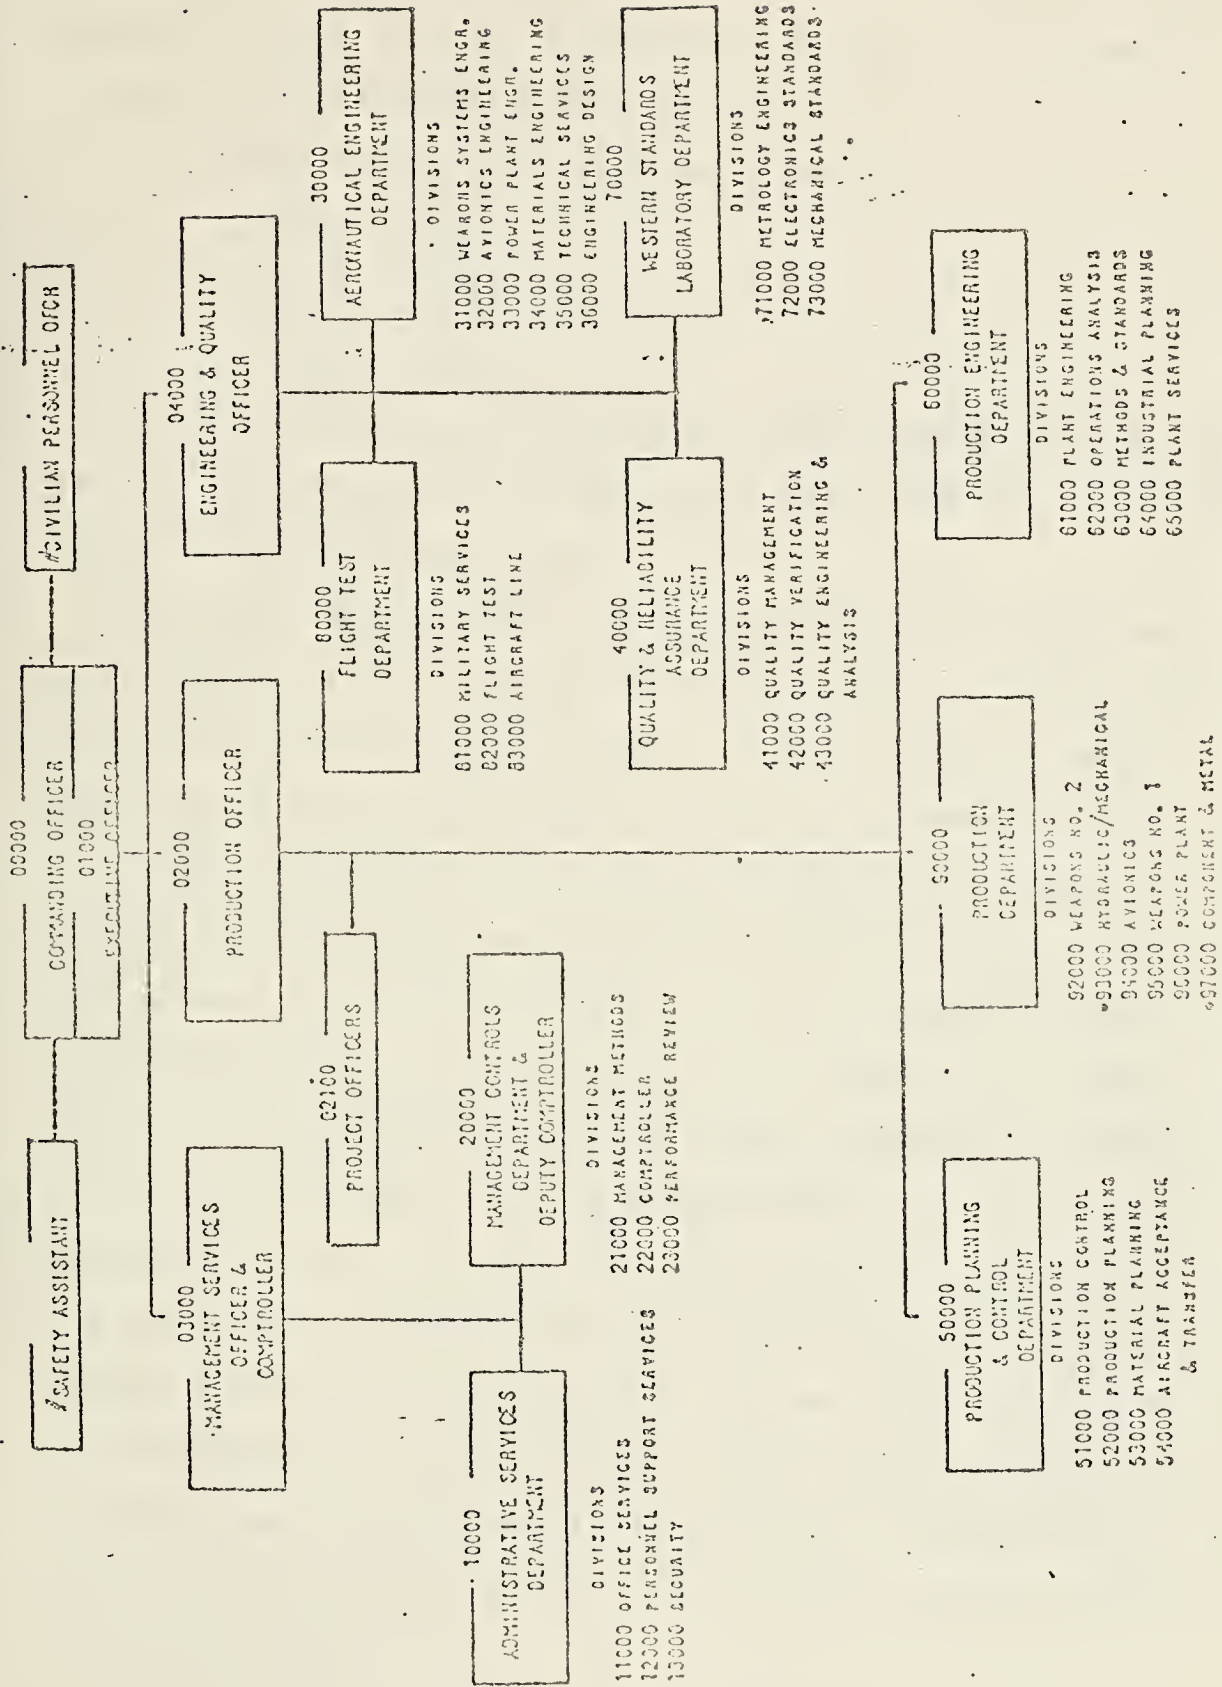 00000
COMMANDING OFFICER
01000
EXECUTIVE OFFICER
#SAFETY ASSISTANT
#CIVILIAN PERSONNEL OFCR
03000
MANAGEMENT SERVICES
OFFICER &
COMPTROLLER
02000
PRODUCTION OFFICER
04000
ENGINEERING & QUALITY
OFFICER
02100
PROJECT OFFICERS
10000
ADMINISTRATIVE SERVICES
DEPARTMENT
DIVISIONS
11000 OFFICE SERVICES
12000 PERSONNEL SUPPORT SERVICES
13000 SECURITY
20000
MANAGEMENT CONTROLS
DEPARTMENT &
DEPUTY COMPTROLLER
DIVISIONS
21000 MANAGEMENT METHODS
22000 COMPTROLLER
23000 PERFORMANCE REVIEW
80000
FLIGHT TEST
DEPARTMENT
DIVISIONS
81000 MILITARY SERVICES
82000 FLIGHT TEST
83000 AIRCRAFT LINE
30000
AERONAUTICAL ENGINEERING
DEPARTMENT
DIVISIONS
31000 WEAPONS SYSTEMS ENGR.
32000 AVIONICS ENGINEERING
33000 POWER PLANT ENGR.
34000 MATERIALS ENGINEERING
35000 TECHNICAL SERVICES
36000 ENGINEERING DESIGN
40000
QUALITY & RELIABILITY
ASSURANCE
DEPARTMENT
DIVISIONS
41000 QUALITY MANAGEMENT
42000 QUALITY VERIFICATION
43000 QUALITY ENGINEERING &
ANALYSIS
70000
WESTERN STANDARDS
LABORATORY DEPARTMENT
DIVISIONS
71000 METROLOGY ENGINEERING
72000 ELECTRONICS STANDARDS
73000 MECHANICAL STANDARDS
50000
PRODUCTION PLANNING
& CONTROL
DEPARTMENT
DIVISIONS
51000 PRODUCTION CONTROL
52000 PRODUCTION PLANNING
53000 MATERIAL PLANNING
54000 AIRCRAFT ACCEPTANCE
& TRANSFER
90000
PRODUCTION
DEPARTMENT
DIVISIONS
92000 WEAPONS NO. 2
93000 HYDRAULIC/MECHANICAL
94000 AVIONICS
95000 WEAPONS NO. 1
96000 POWER PLANT
97000 COMPONENT & METAL
60000
PRODUCTION ENGINEERING
DEPARTMENT
DIVISIONS
61000 PLANT ENGINEERING
62000 OPERATIONS ANALYSIS
63000 METHODS & STANDARDS
64000 INDUSTRIAL PLANNING
65000 PLANT SERVICES